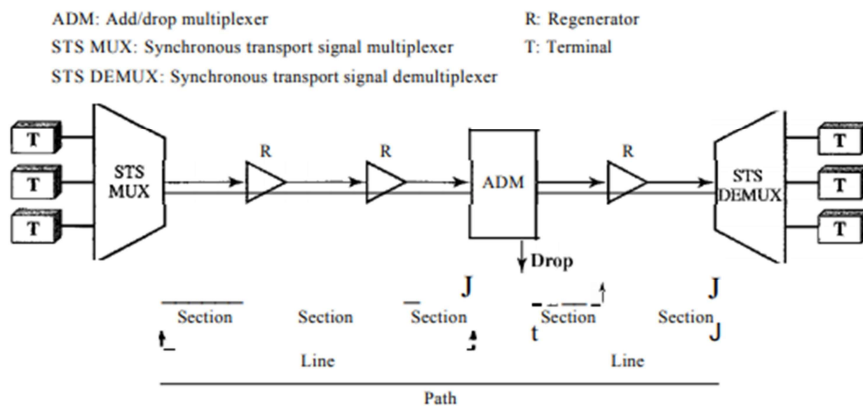 ADM: Add/drop multiplexer R: Regenerator
STS MUX: Synchronous transport signal multiplexer T: Terminal
STS DEMUX: Synchronous transport signal demultiplexer
R R R
T T
STS MUX ADM STS DEMUX
T T
T T
Drop
J J
Section Section Section Section Section
t J
Line Line
Path